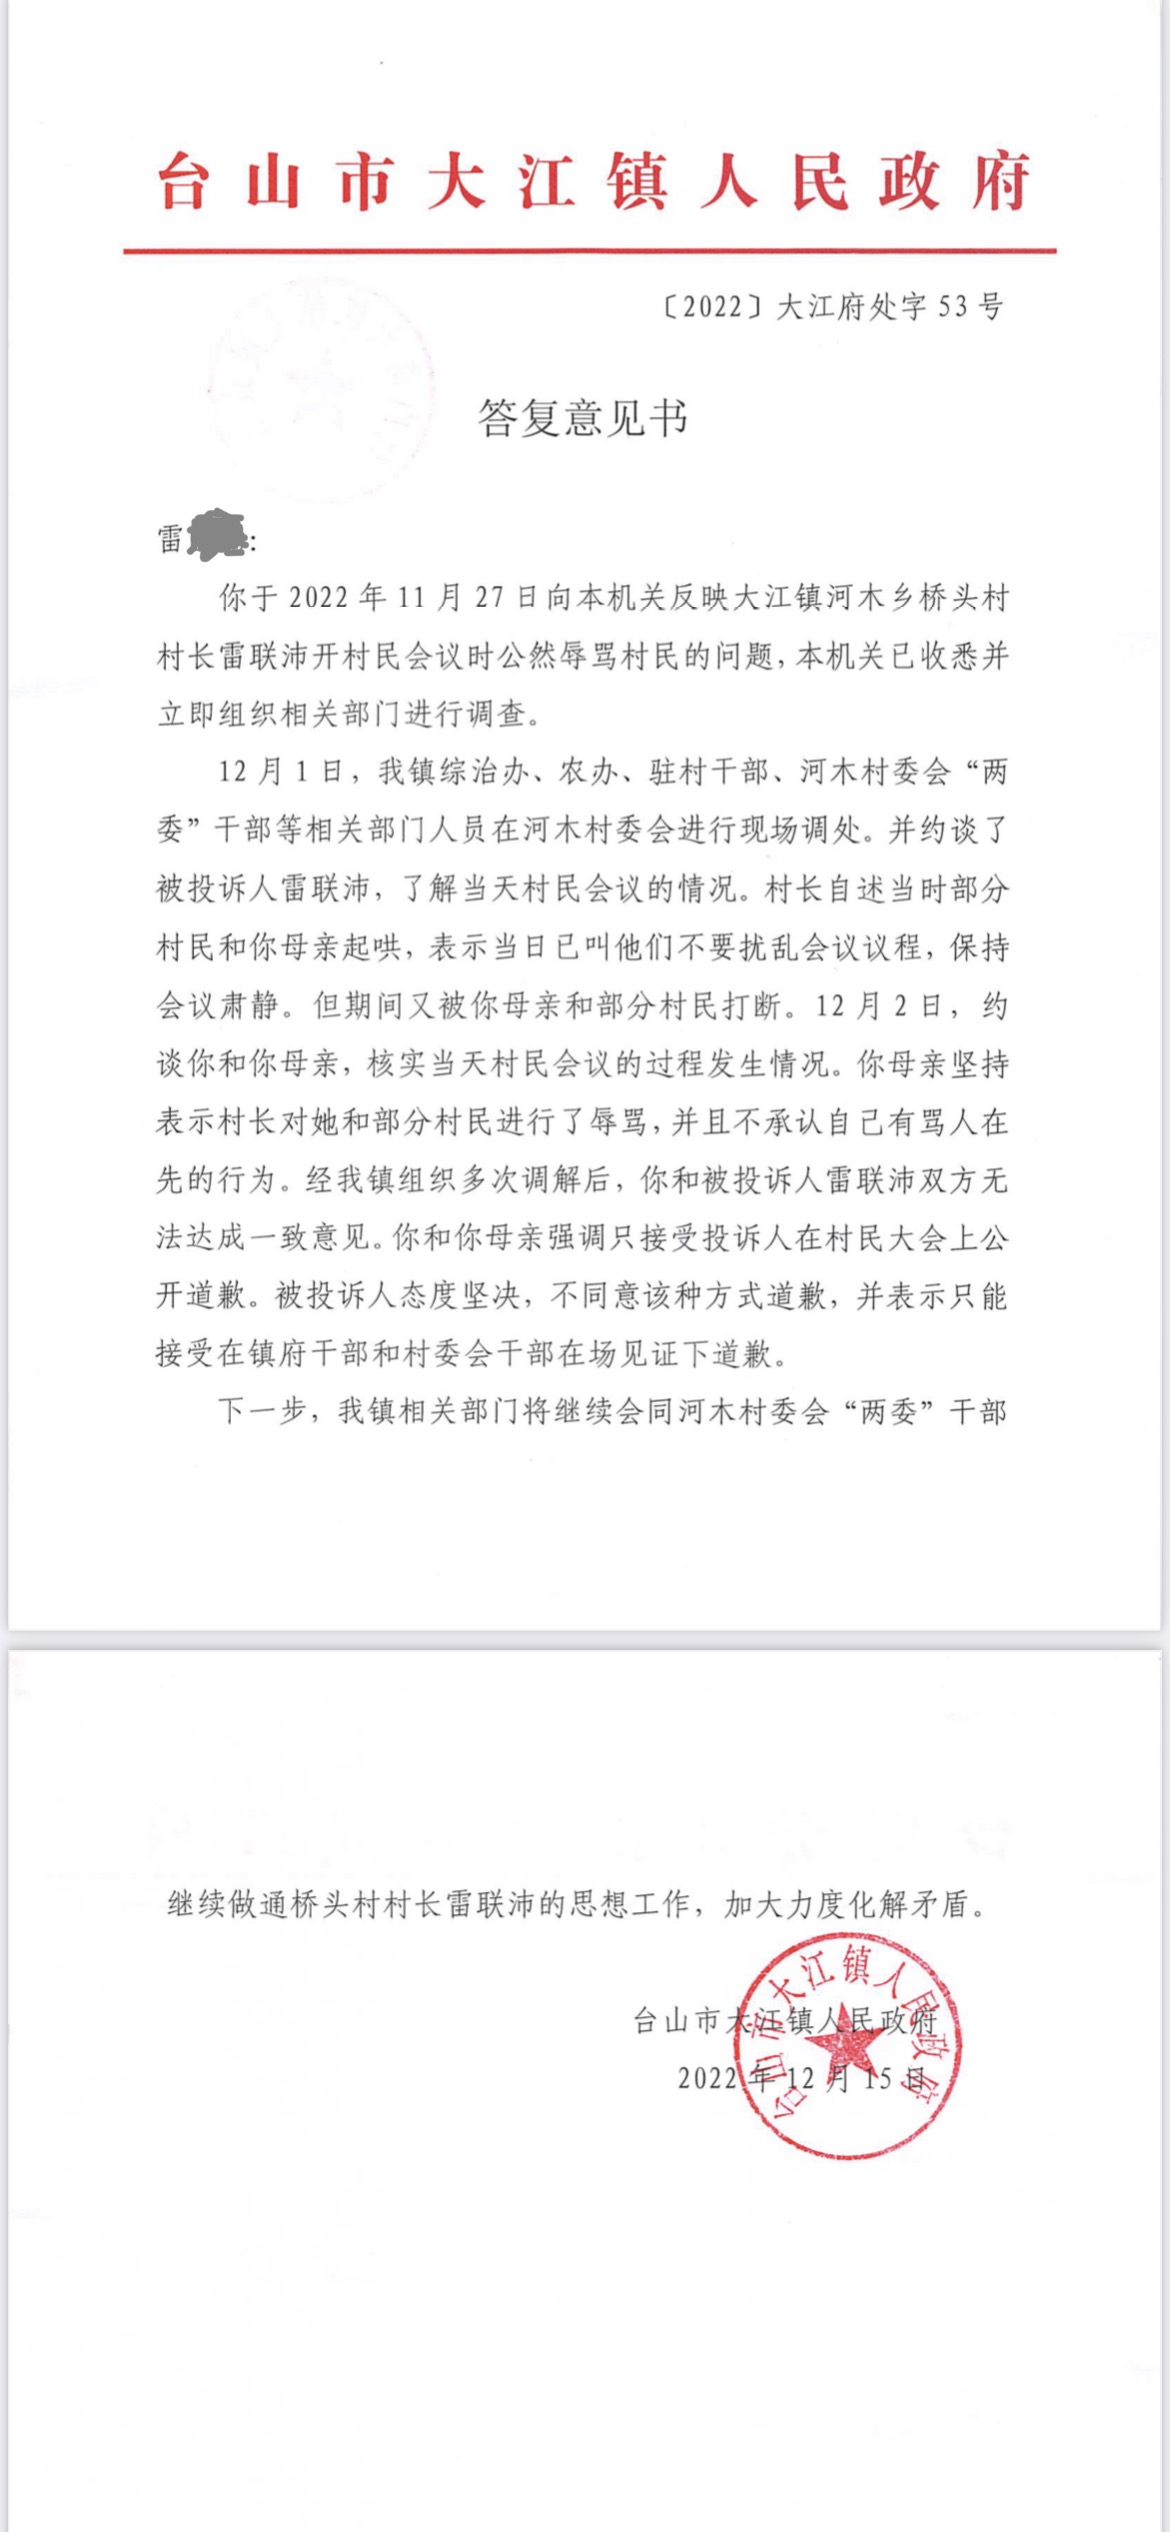 台山市大江镇人民政府
〔2022〕大江府处字 53 号
答复意见书
雷 :
你于 2022 年 11 月 27 日向本机关反映大江镇河木乡桥头村
村长雷联沛开村民会议时公然辱骂村民的问题，本机关已收悉并
立即组织相关部门进行调查。
12 月 1 日，我镇综治办、农办、驻村干部、河木村委会“两
委”干部等相关部门人员在河木村委会进行现场调处。并约谈了
被投诉人雷联沛，了解当天村民会议的情况。村长自述当时部分
村民和你母亲起哄，表示当日已叫他们不要扰乱会议议程，保持
会议肃静。但期间又被你母亲和部分村民打断。12 月 2 日，约
谈你和你母亲，核实当天村民会议的过程发生情况。你母亲坚持
表示村长对她和部分村民进行了辱骂，并且不承认自己有骂人在
先的行为。经我镇组织多次调解后，你和被投诉人雷联沛双方无
法达成一致意见。你和你母亲强调只接受投诉人在村民大会上公
开道歉。被投诉人态度坚决，不同意该种方式道歉，并表示只能
接受在镇府干部和村委会干部在场见证下道歉。
下一步，我镇相关部门将继续会同河木村委会“两委”干部
继续做通桥头村村长雷联沛的思想工作，加大力度化解矛盾。
台山市大江镇人民政府
台山市大江镇人民政府
2022 年 12 月 15 日